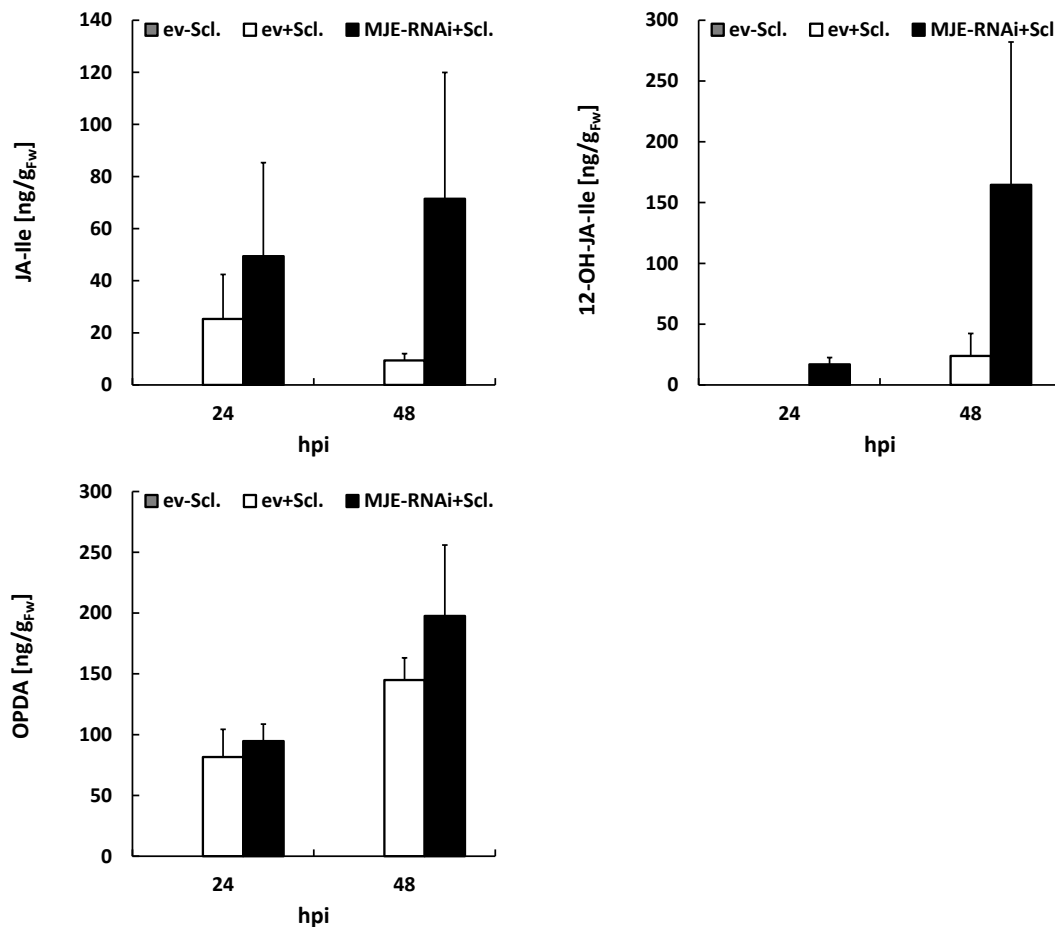 140
120
100
80
60
40
20
0
JA-Ile [ng/gFw]
ev-Scl. ev+Scl. MJE-RNAi+Scl.
24 48
hpi
300
250
200
150
100
50
0
12-OH-JA-Ile [ng/gFw]
ev-Scl. ev+Scl. MJE-RNAi+Scl
24 48
hpi
300
250
200
150
100
50
0
OPDA [ng/gFw]
ev-Scl. ev+Scl. MJE-RNAi+Scl.
24 48
hpi